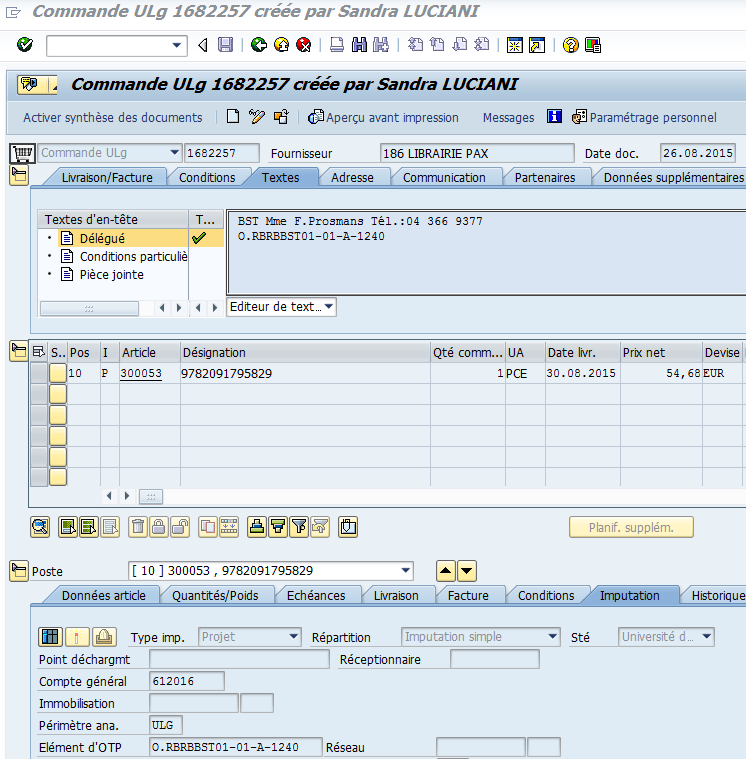 Commande ULg 1682257 créée par Sandra LUCIANI
Commande ULg 1682257 créée par Sandra LUCIANI
Activer synthèse des documents Aperçu avant impression Messages Paramétrage personnel
Commande ULg 1682257 Fournisseur 186 LIBRAIRIE PAX Date doc. 26.08.2015
Livraison/Facture Conditions Textes Adresse Communication Partenaires Données supplémentaires
Textes d'en-tête T...
Délégué
Conditions particuliè
Pièce jointe
BST Mme F.Prosmans Tél.:04 366 9377
O.RBRBBST01-01-A-1240
Editeur de text...
S.. Pos I Article Désignation Qté comm... UA Date livr. Prix net Devise
10 P 300053 9782091795829 1 PCE 30.08.2015 54,68 EUR
Planif. supplém.
Poste [ 10 ] 300053 , 9782091795829
Données article Quantités/Poids Echéances Livraison Facture Conditions Imputation Historique
Type imp. Projet Répartition Imputation simple Sté Université d...
Point déchargmt Réceptionnaire
Compte général 612016
Immobilisation
Périmètre ana. ULG
Elément d'OTP O.RBRBBST01-01-A-1240 Réseau